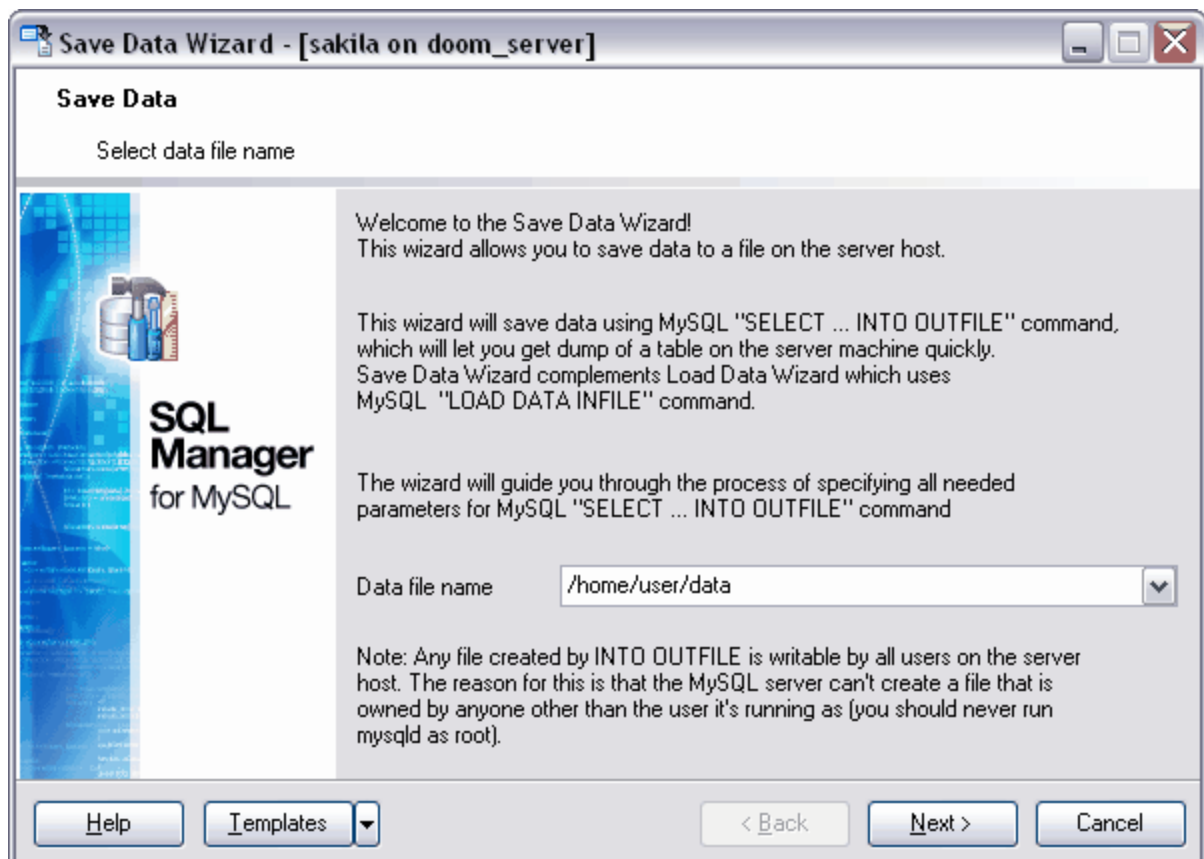 Save Data Wizard - [sakila on doom_server]
Save Data
Select data file name
Welcome to the Save Data Wizard!
This wizard allows you to save data to a file on the server host.
This wizard will save data using MySQL "SELECT ... INTO OUTFILE" command,
which will let you get dump of a table on the server machine quickly.
Save Data Wizard complements Load Data Wizard which uses
MySQL  "LOAD DATA INFILE" command.
SQL
Manager
for MySQL
The wizard will guide you through the process of specifying all needed
parameters for MySQL "SELECT ... INTO OUTFILE" command
Data file name /home/user/data
Note: Any file created by INTO OUTFILE is writable by all users on the server
host. The reason for this is that the MySQL server can't create a file that is
owned by anyone other than the user it's running as (you should never run
mysqld as root).
Help Templates < Back Next > Cancel